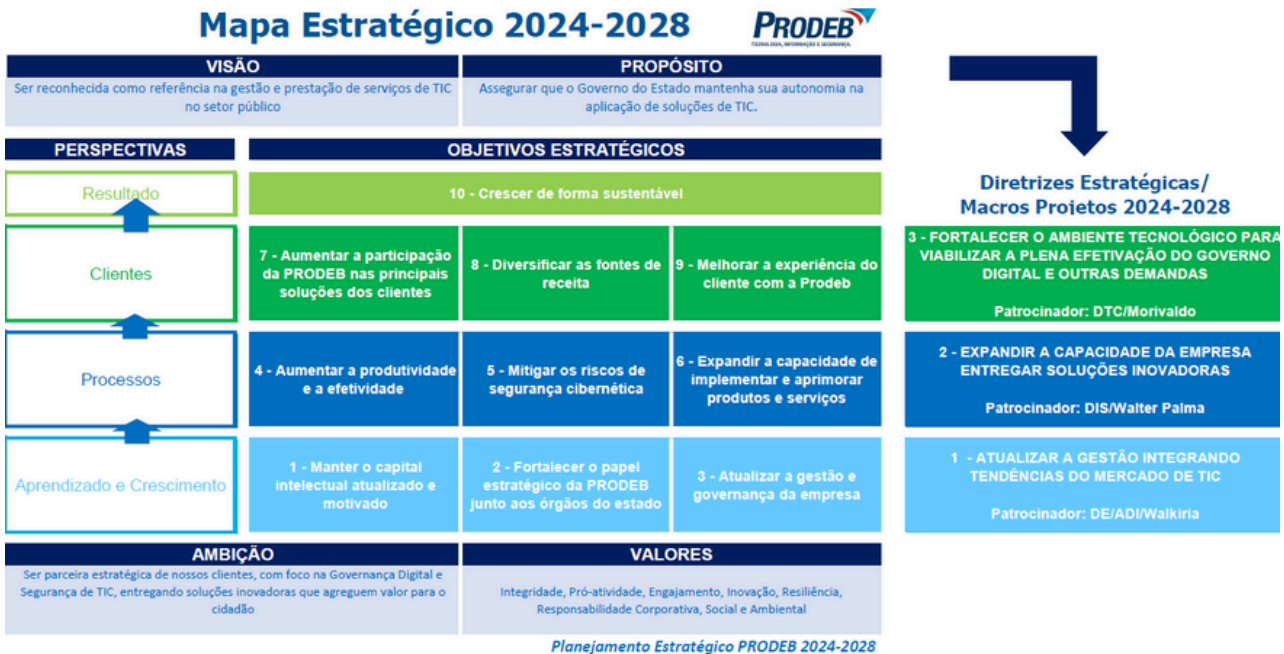 Mapa Estratégico 2024-2028
PRODEB
TECNOLOGIA, INFORMAÇÃO E SEGURANÇA.
VISÃO
Ser reconhecida como referência na gestão e prestação de serviços de TIC
no setor público
PROPÓSITO
Assegurar que o Governo do Estado mantenha sua autonomia na
aplicação de soluções de TIC.
PERSPECTIVAS
OBJETIVOS ESTRATÉGICOS
Resultado
10 - Crescer de forma sustentável
Clientes
7 - Aumentar a participação
da PRODEB nas principais
soluções dos clientes
8 - Diversificar as fontes de
receita
9 - Melhorar a experiência do
cliente com a Prodeb
Processos
4 - Aumentar a produtividade
e a efetividade
5 - Mitigar os riscos de
segurança cibernética
6 - Expandir a capacidade de
implementar e aprimorar
produtos e serviços
Aprendizado e Crescimento
1 - Manter o capital
intelectual atualizado e
motivado
2 - Fortalecer o papel
estratégico da PRODEB
junto aos órgãos do estado
3 - Atualizar a gestão e
governança da empresa
AMBIÇÃO
Ser parceira estratégica de nossos clientes, com foco na Governança Digital e
Segurança de TIC, entregando soluções inovadoras que agreguem valor para o
cidadão
VALORES
Integridade, Pró-atividade, Engajamento, Inovação, Resiliência,
Responsabilidade Corporativa, Social e Ambiental
Planejamento Estratégico PRODEB 2024-2028
Diretrizes Estratégicas/
Macros Projetos 2024-2028
3 - FORTALECER O AMBIENTE TECNOLÓGICO PARA
VIABILIZAR A PLENA EFETIVAÇÃO DO GOVERNO
DIGITAL E OUTRAS DEMANDAS
Patrocinador: DTC/Morivaldo
2 - EXPANDIR A CAPACIDADE DA EMPRESA
ENTREGAR SOLUÇÕES INOVADORAS
Patrocinador: DIS/Walter Palma
1 - ATUALIZAR A GESTÃO INTEGRANDO
TENDÊNCIAS DO MERCADO DE TIC
Patrocinador: DE/ADI/Walkiria